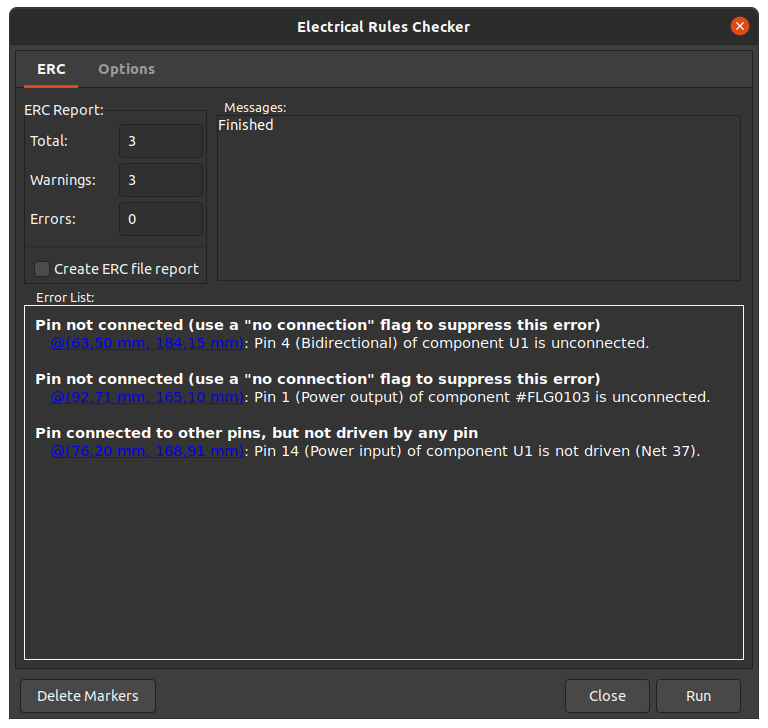 Electrical Rules Checker
ERC
Options
ERC Report:
Total:
3
Warnings:
3
Errors:
0
Create ERC file report
Messages:
Finished
Error List:
Pin not connected (use a "no connection" flag to suppress this error)
@(63,50 mm, 184,15 mm): Pin 4 (Bidirectional) of component U1 is unconnected.
Pin not connected (use a "no connection" flag to suppress this error)
@(92,71 mm, 165,10 mm): Pin 1 (Power output) of component #FLG0103 is unconnected.
Pin connected to other pins, but not driven by any pin
@(76,20 mm, 168,91 mm): Pin 14 (Power input) of component U1 is not driven (Net 37).
Delete Markers
Close
Run